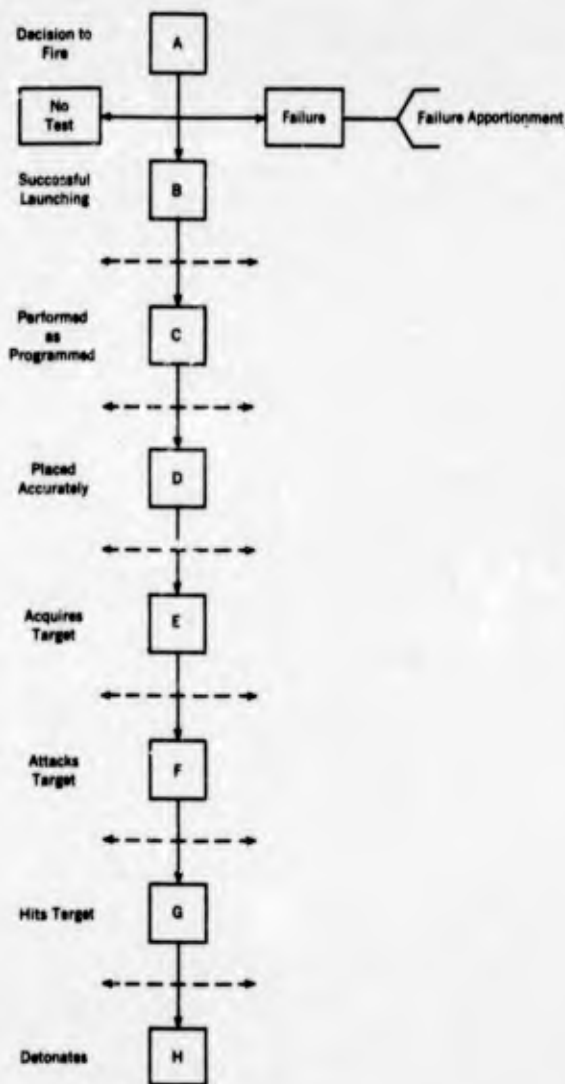 Decision to
Fire
A
No
Test
Failure
Failure Apportionment
Successful
Launching
B
Performed
as
Programmed
C
Placed
Accurately
D
Acquires
Target
E
Attacks
Target
F
Hits Target
G
Detonates
H